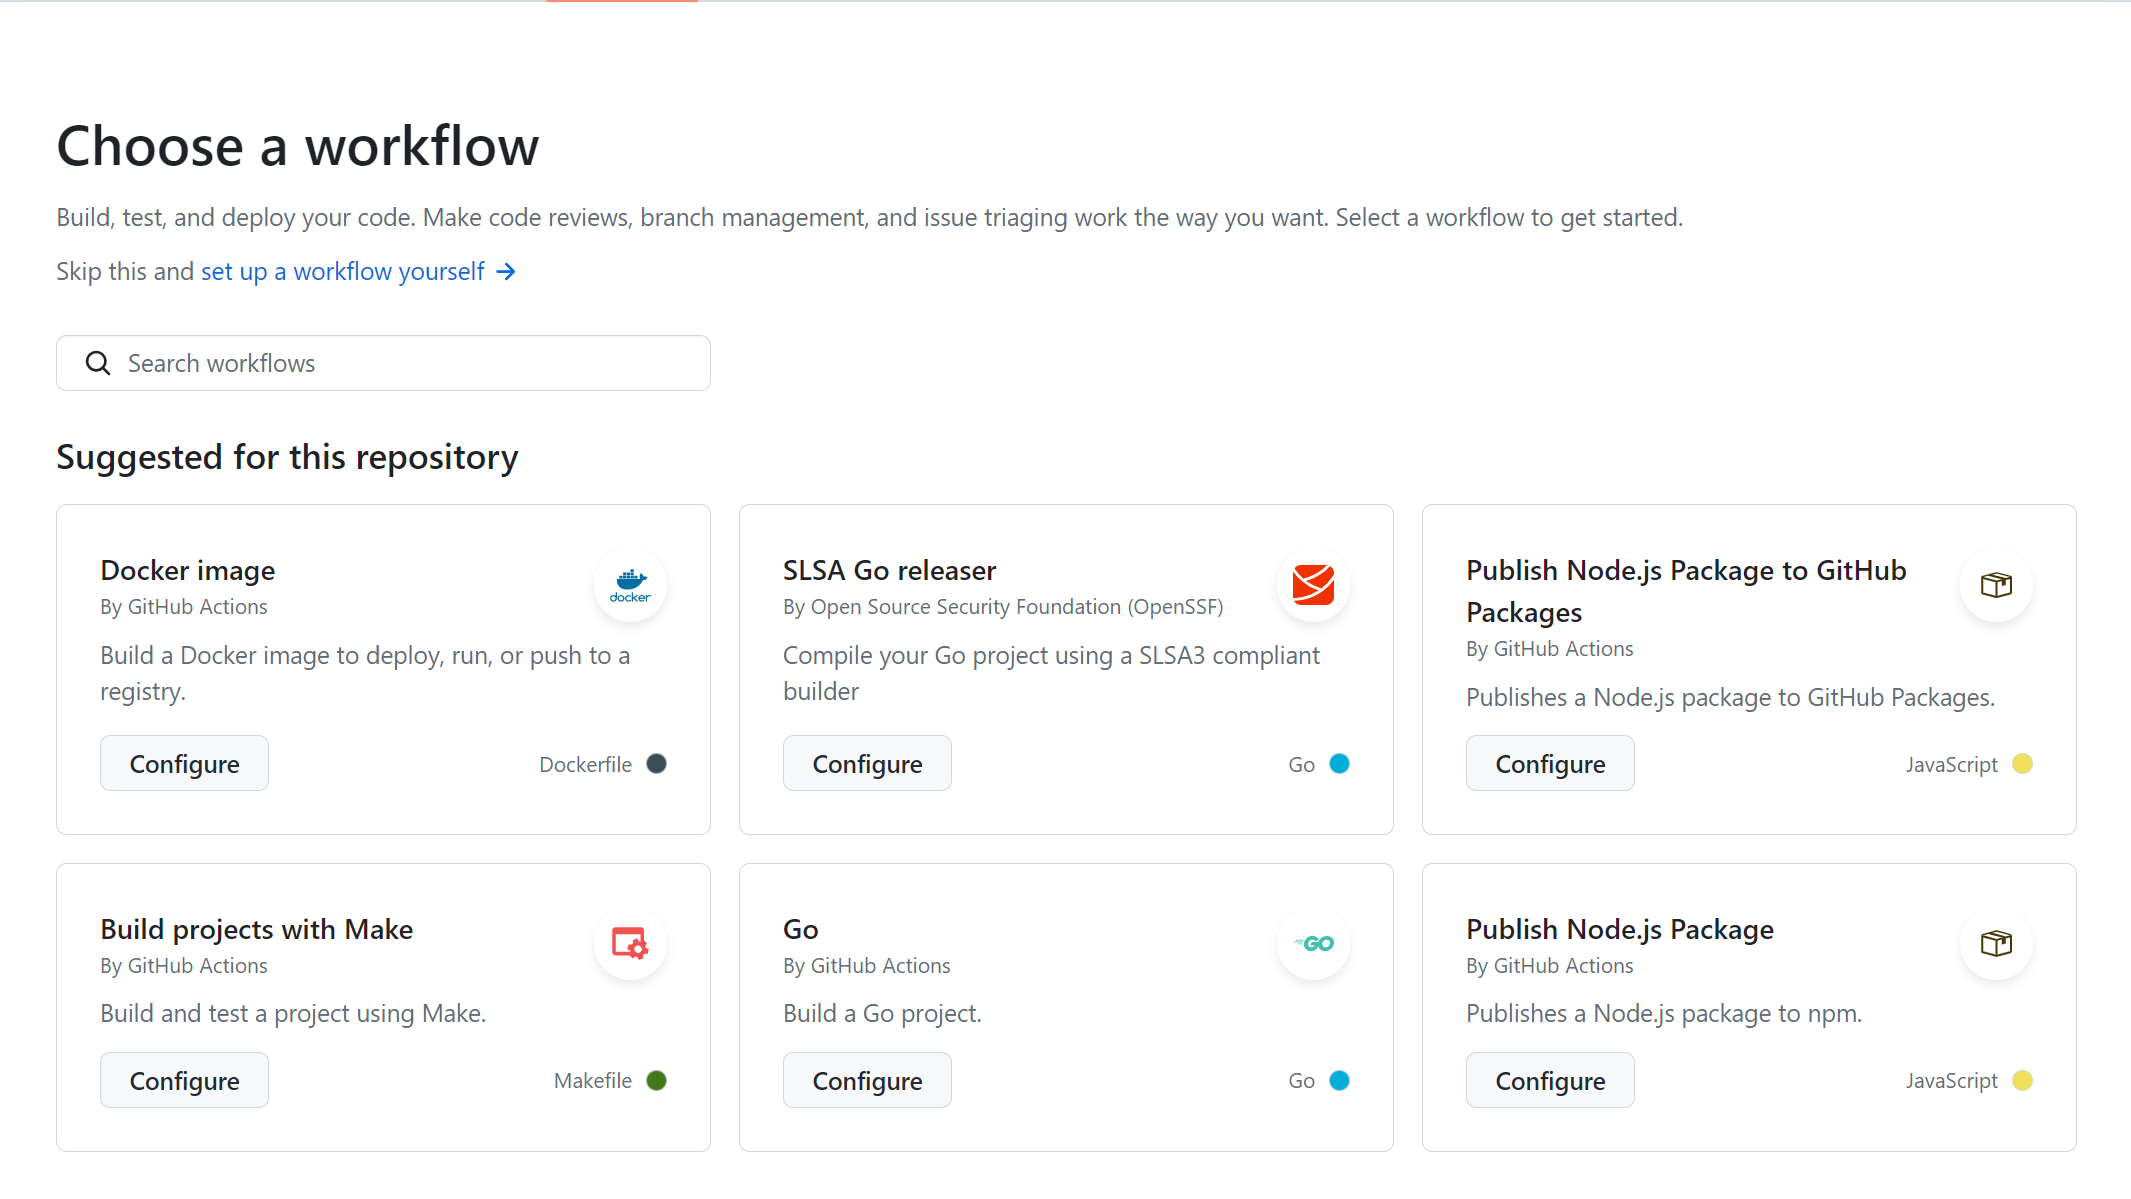 Choose a workflow
Build, test, and deploy your code. Make code reviews, branch management, and issue triaging work the way you want. Select a workflow to get started.
Skip this and set up a workflow yourself →
Search workflows
Suggested for this repository
Docker image
By GitHub Actions
docker
Build a Docker image to deploy, run, or push to a
registry.
Configure
Dockerfile
SLSA Go releaser
By Open Source Security Foundation (OpenSSF)
Compile your Go project using a SLSA3 compliant
builder
Configure
Go
Publish Node.js Package to GitHub
Packages
By GitHub Actions
Publishes a Node.js package to GitHub Packages.
Configure
JavaScript
Build projects with Make
By GitHub Actions
Build and test a project using Make.
Configure
Makefile
Go
By GitHub Actions
GO
Build a Go project.
Configure
Go
Publish Node.js Package
By GitHub Actions
Publishes a Node.js package to npm.
Configure
JavaScript